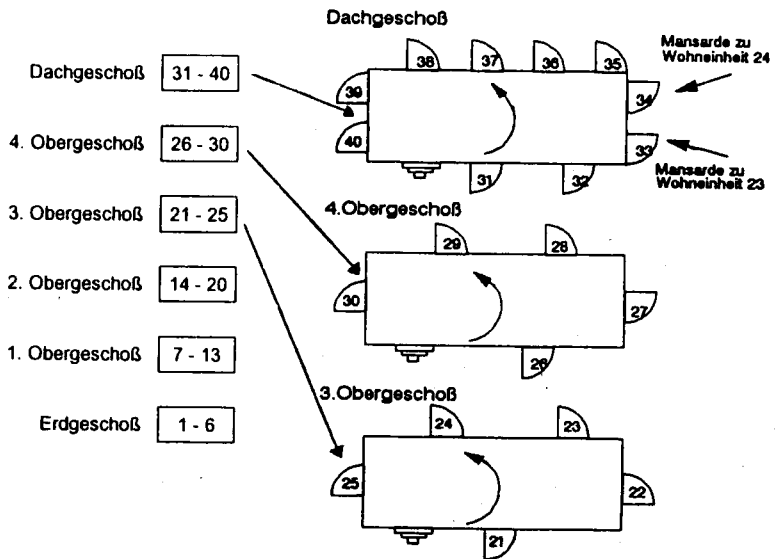 Dachgeschoß 31 - 40
4. Obergeschoß 26 - 30
3. Obergeschoß 21 - 25
2. Obergeschoß 14 - 20
1. Obergeschoß 7 - 13
Erdgeschoß 1 - 6
Dachgeschoß
38 37 36 35
39
34
40
33
31 32
Mansarde zu
Wohneinheit 24
Mansarde zu
Wohneinheit 23
4.Obergeschoß
29 28
30
27
26
3.Obergeschoß
24 23
25
22
21